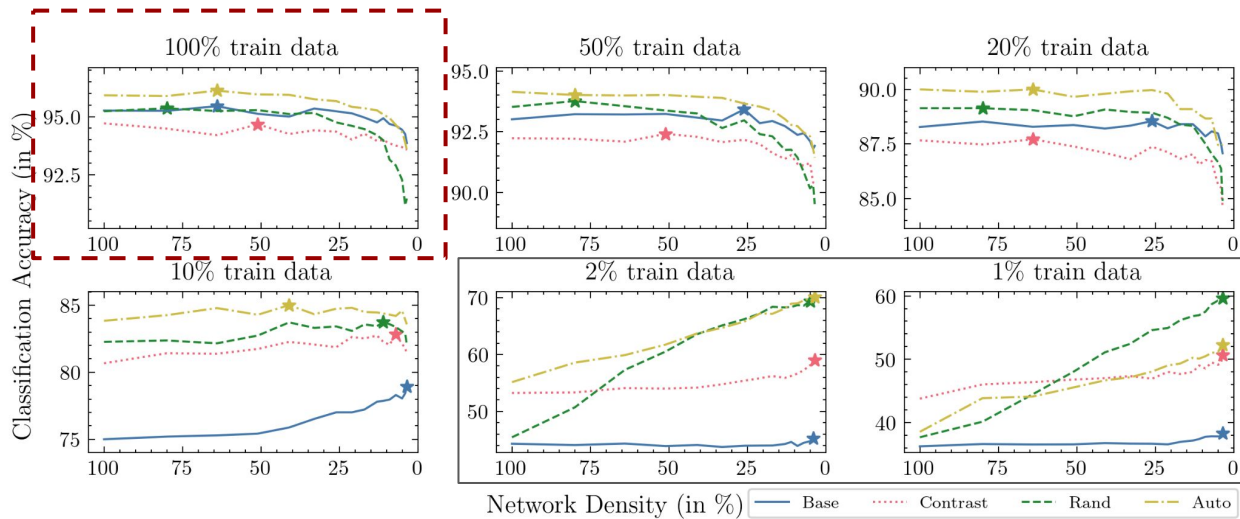 Classification Accuracy (in %)
100% train data
95.0
92.5
100 75 50 25 0
50% train data
95.0
92.5
90.0
100 75 50 25 0
20% train data
90.0
87.5
85.0
100 75 50 25 0
10% train data
85
80
75
100 75 50 25 0
2% train data
70
60
50
100 75 50 25 0
1% train data
60
50
40
100 75 50 25 0
Network Density (in %)
Base Contrast Rand Auto